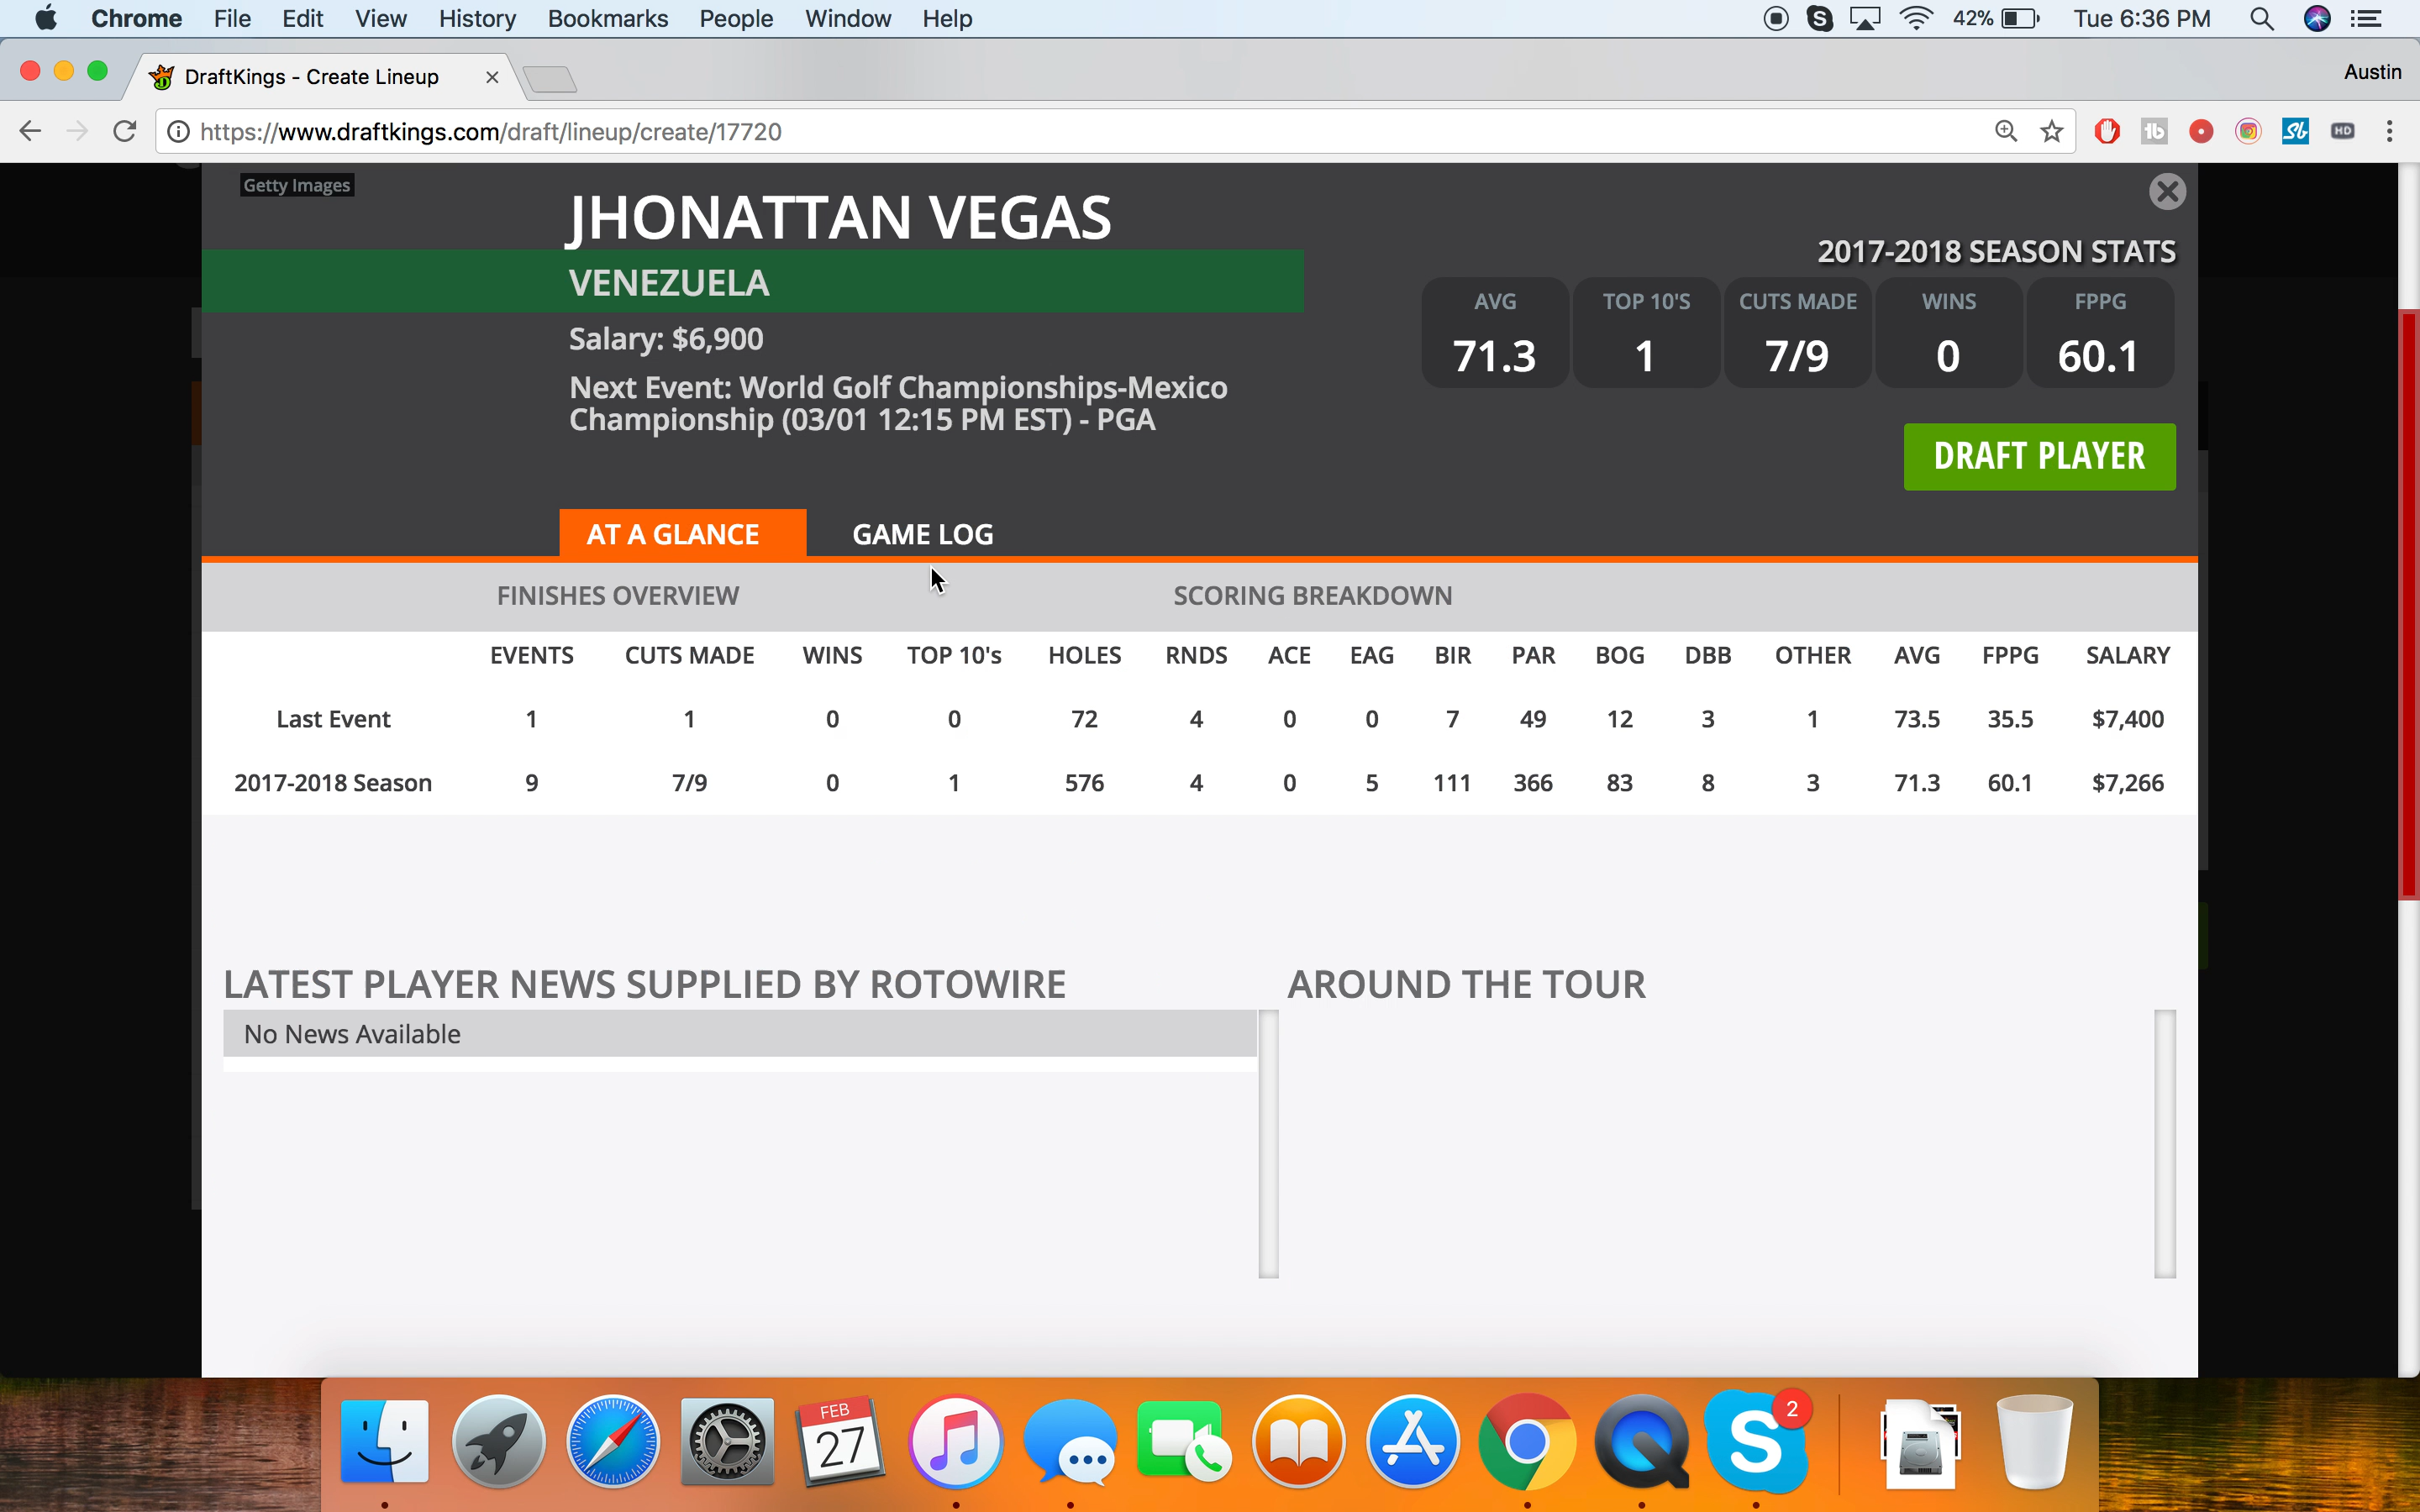 Chrome File Edit View History Bookmarks People Window Help 42% Tue 6:36 PM
DraftKings - Create Lineup Austin
https://www.draftkings.com/draft/lineup/create/17720 HD
Getty Images
JHONATTAN VEGAS
VENEZUELA
Salary: $6,900
Next Event: World Golf Championships-Mexico
Championship (03/01 12:15 PM EST) - PGA
2017-2018 SEASON STATS
AVG TOP 10'S CUTS MADE WINS FPPG
71.3 1 7/9 0 60.1
DRAFT PLAYER
AT A GLANCE GAME LOG
FINISHES OVERVIEW SCORING BREAKDOWN
EVENTS CUTS MADE WINS TOP 10's HOLES RNDS ACE EAG BIR PAR BOG DBB OTHER AVG FPPG SALARY
Last Event 1 1 0 0 72 4 0 0 7 49 12 3 1 73.5 35.5 $7,400
2017-2018 Season 9 7/9 0 1 576 4 0 5 111 366 83 8 3 71.3 60.1 $7,266
LATEST PLAYER NEWS SUPPLIED BY ROTOWIRE AROUND THE TOUR
No News Available
FEB
27
2